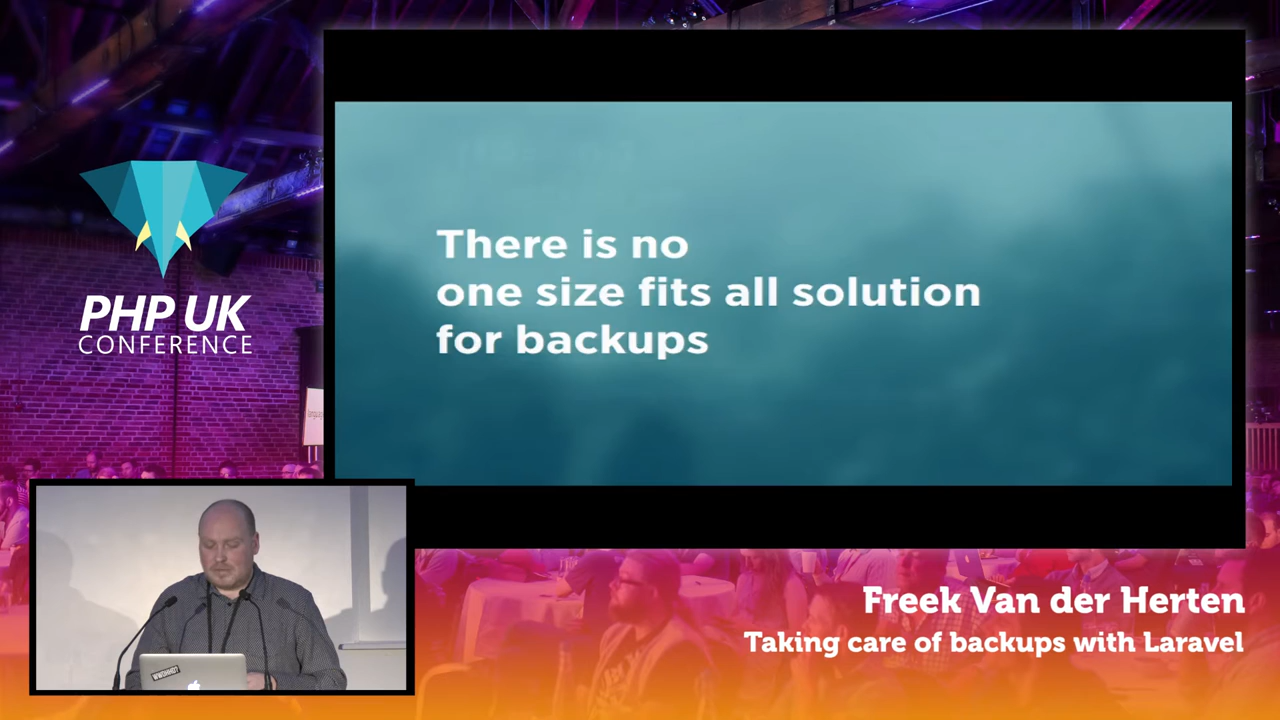 PHP UK
CONFERENCE
There is no
one size fits all solution
for backups
Freek Van der Herten
Taking care of backups with Laravel